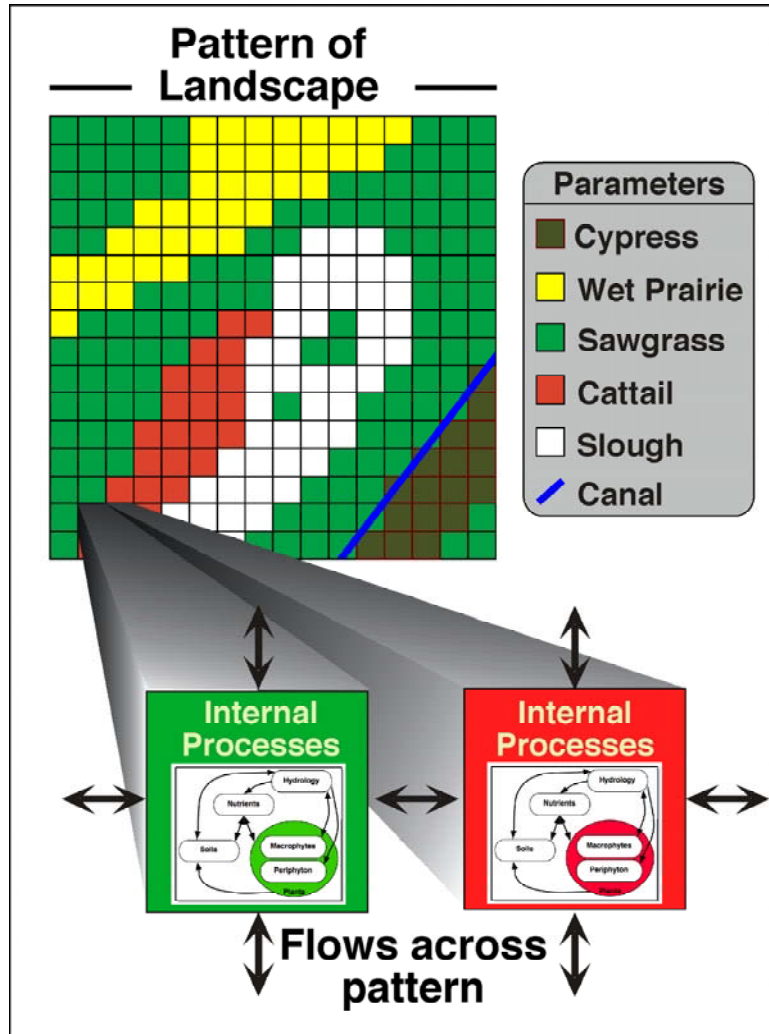 Pattern of
Landscape
Parameters
Cypress
Wet Prairie
Sawgrass
Cattail
Slough
Canal
Internal
Processes
Hydrology
Nutrients
Soils
Macrophytes
Periphyton
Plants
Internal
Processes
Hydrology
Nutrients
Soils
Macrophytes
Periphyton
Plants
Flows across
pattern